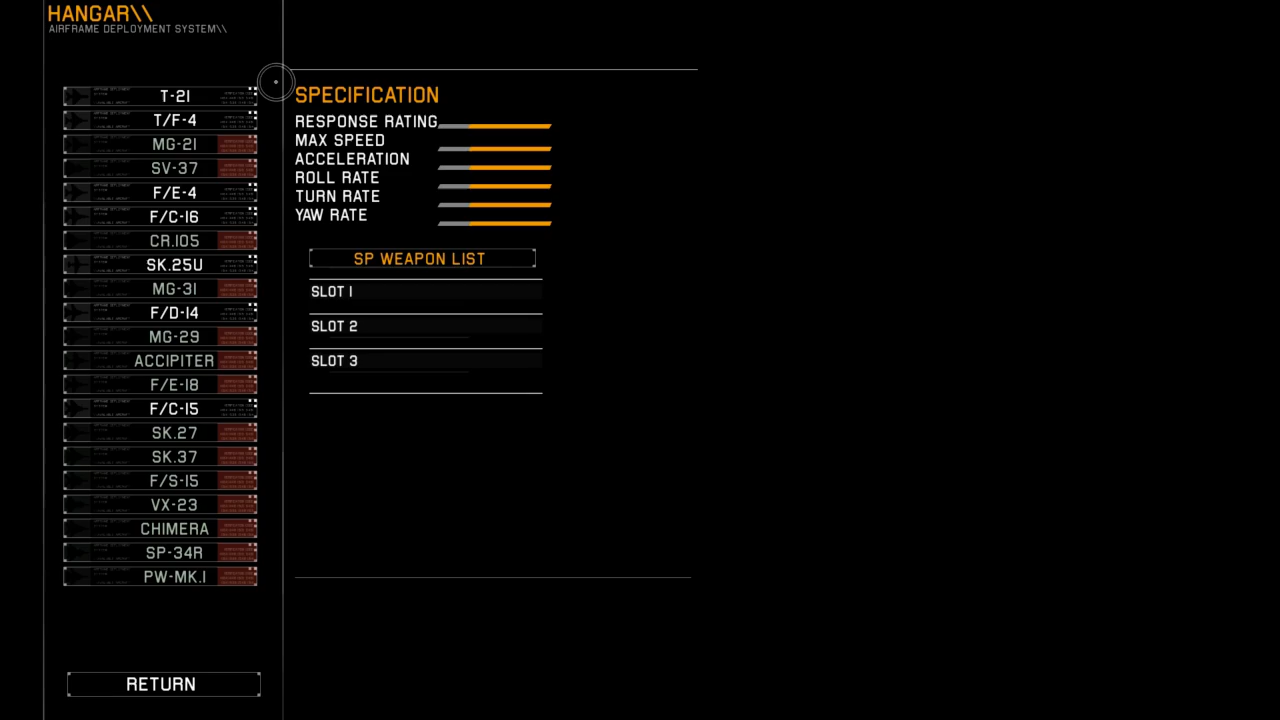 HANGAR\\
AIRFRAME DEPLOYMENT SYSTEM\\
T-21
T/F-4
MG-21
SV-37
F/E-4
F/C-16
CR.105
SK.25U
MG-31
F/D-14
MG-29
ACCIPITER
F/E-18
F/C-15
SK.27
SK.37
F/S-15
VX-23
CHIMERA
SP-34R
PW-MK.1
RETURN
SPECIFICATION
RESPONSE RATING
MAX SPEED
ACCELERATION
ROLL RATE
TURN RATE
YAW RATE
SP WEAPON LIST
SLOT 1
SLOT 2
SLOT 3